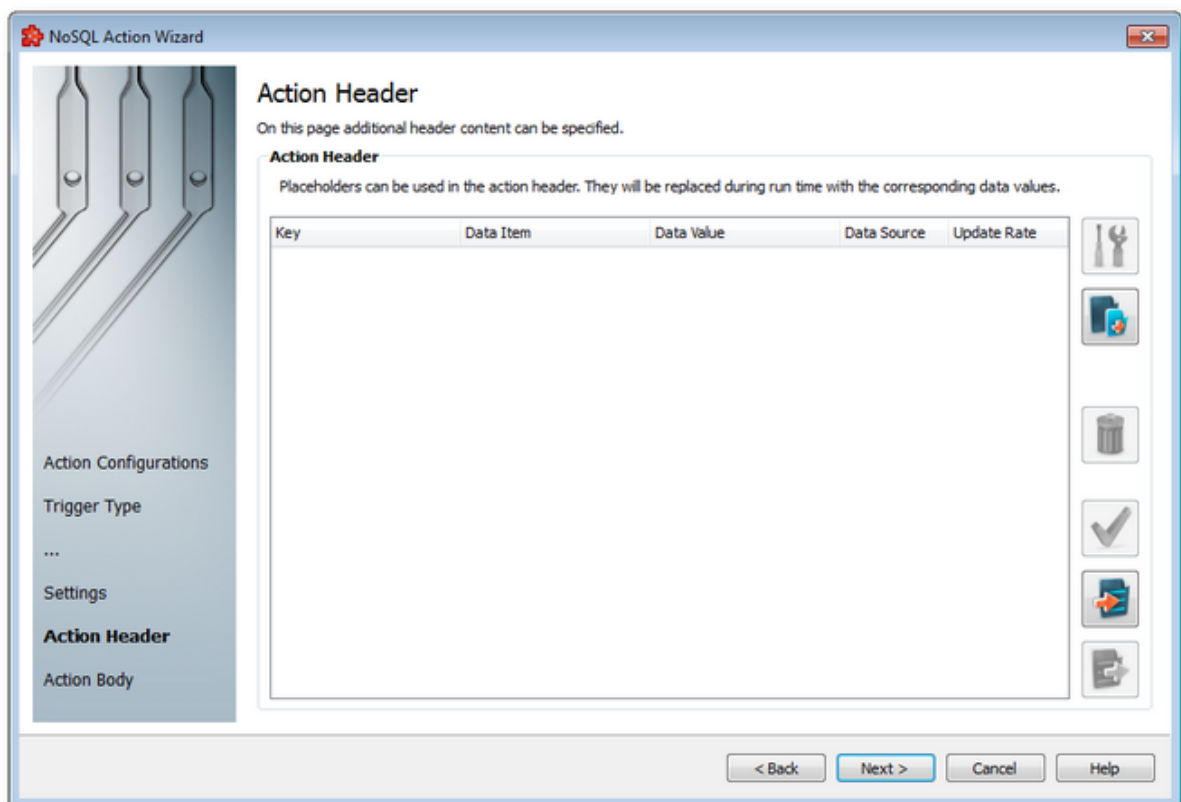 NoSQL Action Wizard
Action Header
On this page additional header content can be specified.
Action Header
Placeholders can be used in the action header. They will be replaced during run time with the corresponding data values.
Key Data Item Data Value Data Source Update Rate
Action Configurations
Trigger Type
...
Settings
Action Header
Action Body
< Back Next > Cancel Help